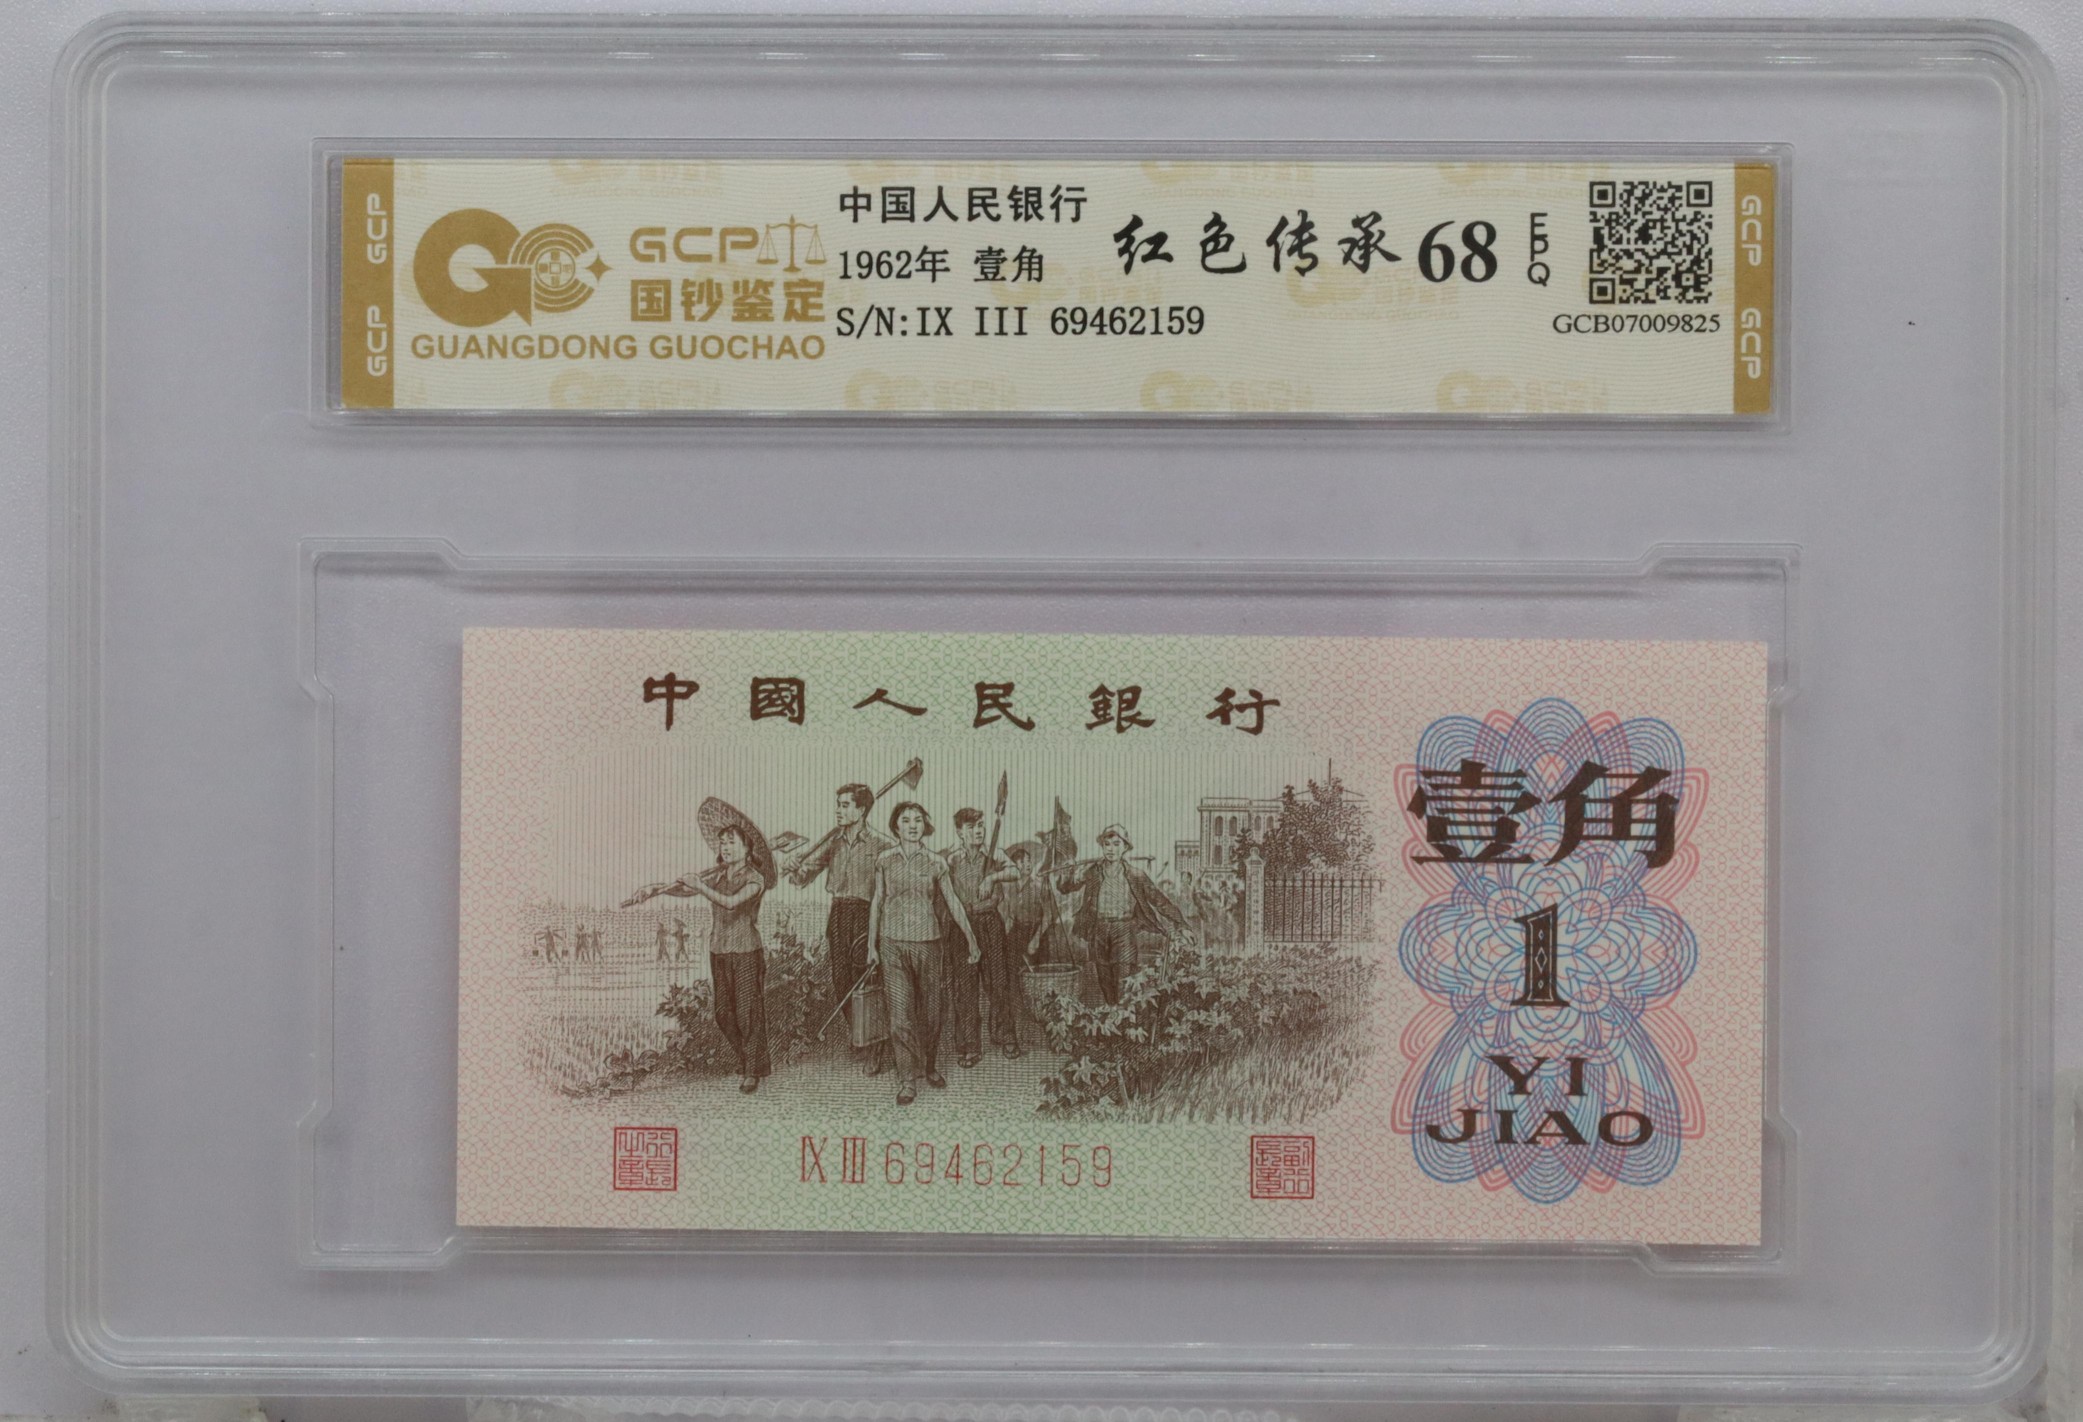 GCP
GCP
GCP
国钞鉴定
GUANGDONG GUOCHAO
中国人民银行
1962年 壹角
S/N:IX III 69462159
红色传承
68
EPQ
GCB07009825
GCP
GCP
中國人民銀行
壹角
1
YI
JIAO
IX III 69462159